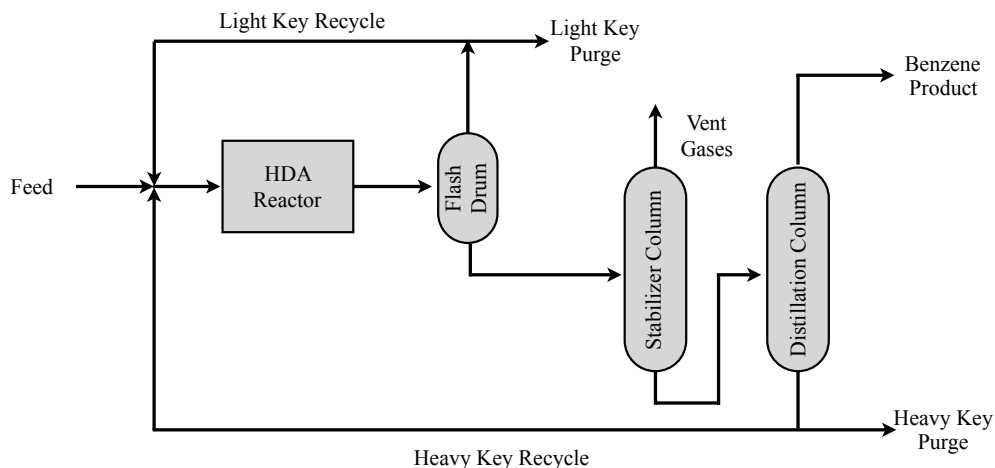 Light Key Recycle
Light Key
Purge
Benzene
Product
Vent
Gases
Feed
HDA
Reactor
Flash
Drum
Stabilizer Column
Distillation Column
Heavy Key
Purge
Heavy Key Recycle